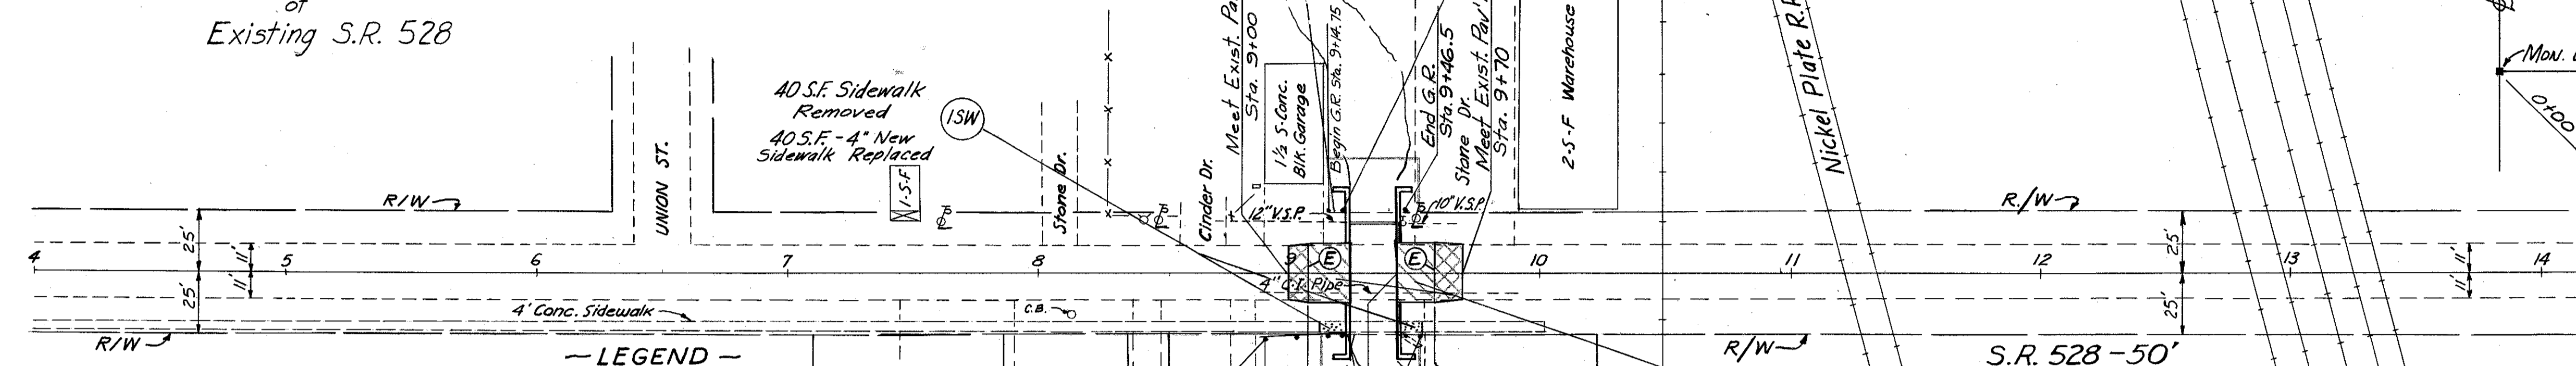 of
Existing S.R. 528
40 S.F. Sidewalk
Removed
40 S.F. - 4" New
Sidewalk Replaced
1SW
1-S-F
UNION ST.
Stone Dr.
Cinder Dr.
Meet Exist.
Sta. 9+00
1½ S-Conc.
Blk. Garage
Begin G.R. Sta. 9+14.75
End G.R.
Sta. 9+46.5
Stone Dr.
Meet Exist. Pav'
Sta. 9+70
2-S-F Warehouse
Nickel Plate R.R
MON.
0+00
R/W
R/W
12" V.S.P.
10" V.S.P.
25'
11'
25'
11'
4 5 6 7 8 9 E E 10 11 12 13 14
11'
25'
11'
25'
4" C.I. Pipe
4' Conc. Sidewalk
C.B.
R/W
R/W
— LEGEND —
S.R. 528 - 50'